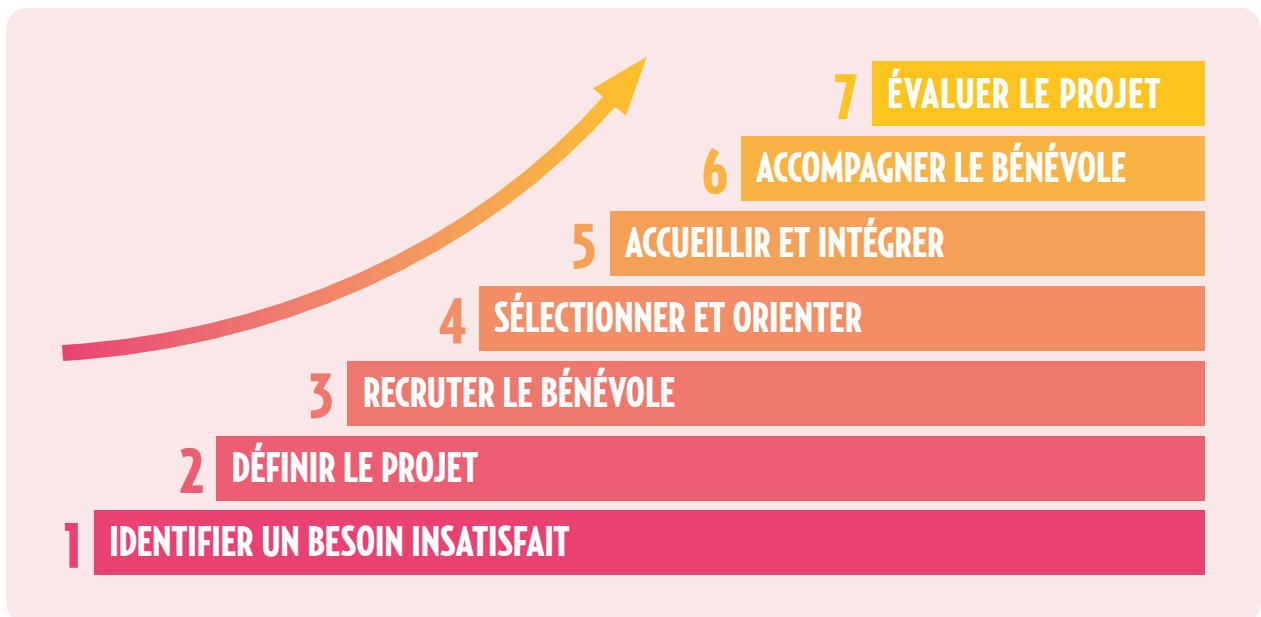 7 ÉVALUER LE PROJET
6 ACCOMPAGNER LE BÉNÉVOLE
5 ACCUEILLIR ET INTÉGRER
4 SÉLECTIONNER ET ORIENTER
3 RECRUTER LE BÉNÉVOLE
2 DÉFINIR LE PROJET
1 IDENTIFIER UN BESOIN INSATISFAIT